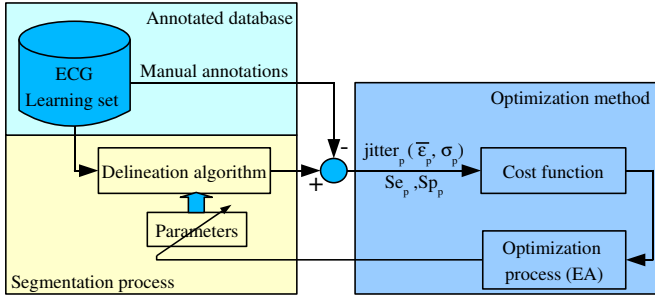 Annotated database
ECG
Learning set
Manual annotations
Optimization method
-
jitter_p (ε̅_p, σ_p)
Delineation algorithm
+
Se_p ,Sp_p
Cost function
Parameters
Optimization
process (EA)
Segmentation process